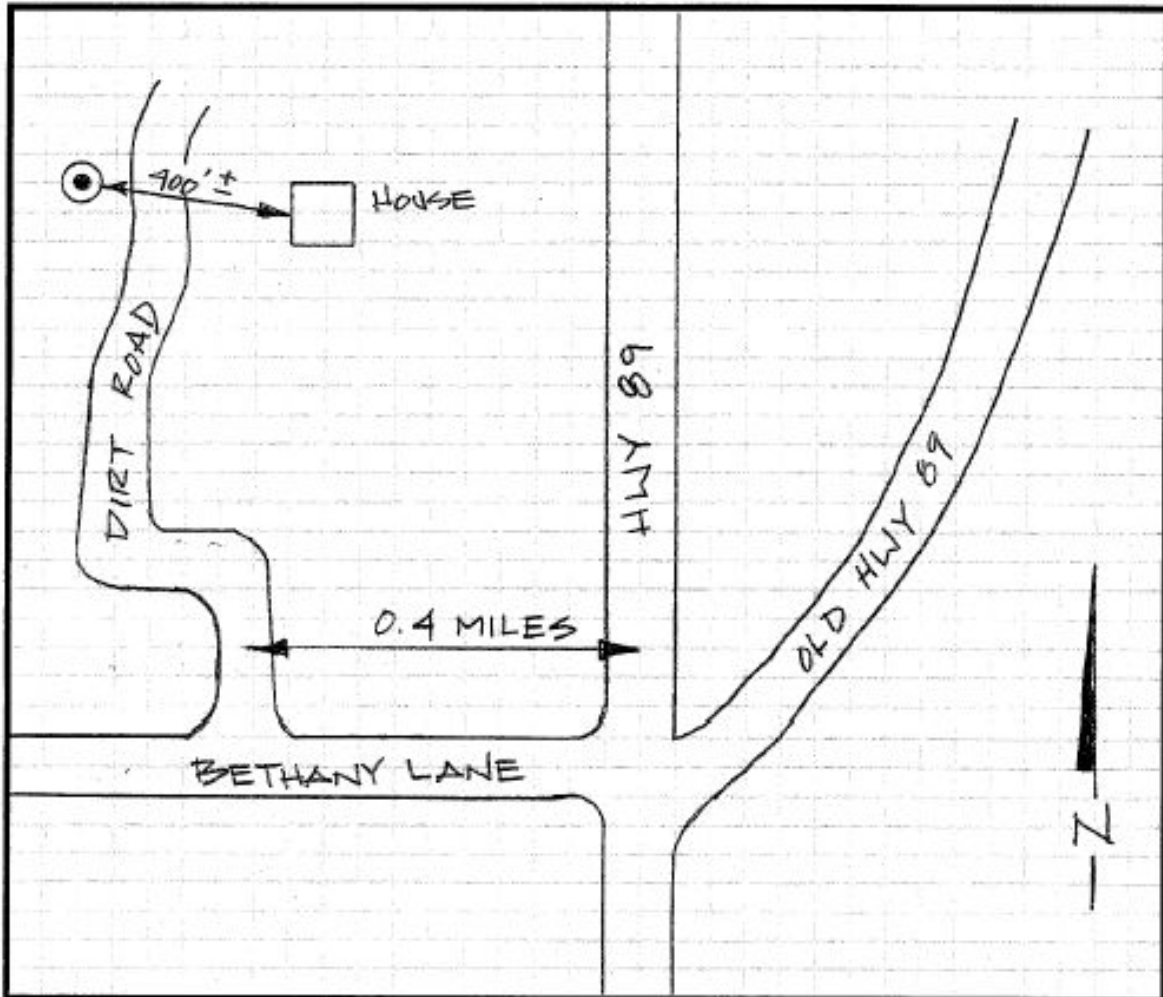 400' ±
HOUSE
DIRT ROAD
HWY 89
OLD HWY 89
0.4 MILES
BETHANY LANE
N